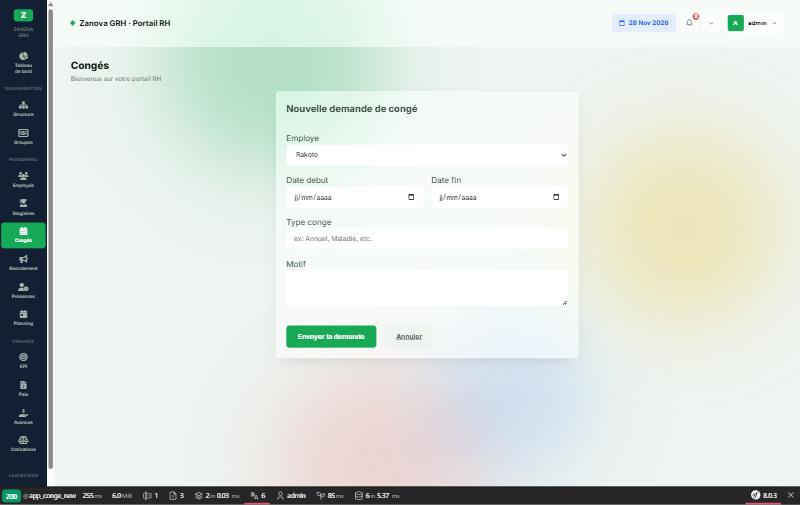 Z
ZANOVA
GRH
Tableau
de bord
ORGANISATION
Structure
Groupes
PERSONNEL
Employés
Stagiaires
Congés
Recrutement
Présences
Planning
FINANCE
KPI
Paie
Avances
Cotisations
LOGISTIQUE
Zanova GRH · Portail RH
28 Nov 2026
A
admin
Congés
Bienvenue sur votre portail RH
Nouvelle demande de congé
Employe
Rakoto
Date debut
Date fin
jj/mm/aaaa
jj/mm/aaaa
Type conge
ex: Annuel, Maladie, etc.
Motif
Envoyer la demande
Annuler
200 @app_conge_new 255 ms 6.0 MiB 1 3 2 in 0.03 ms 6 admin 85 ms 6 in 5.37 ms 8.0.3